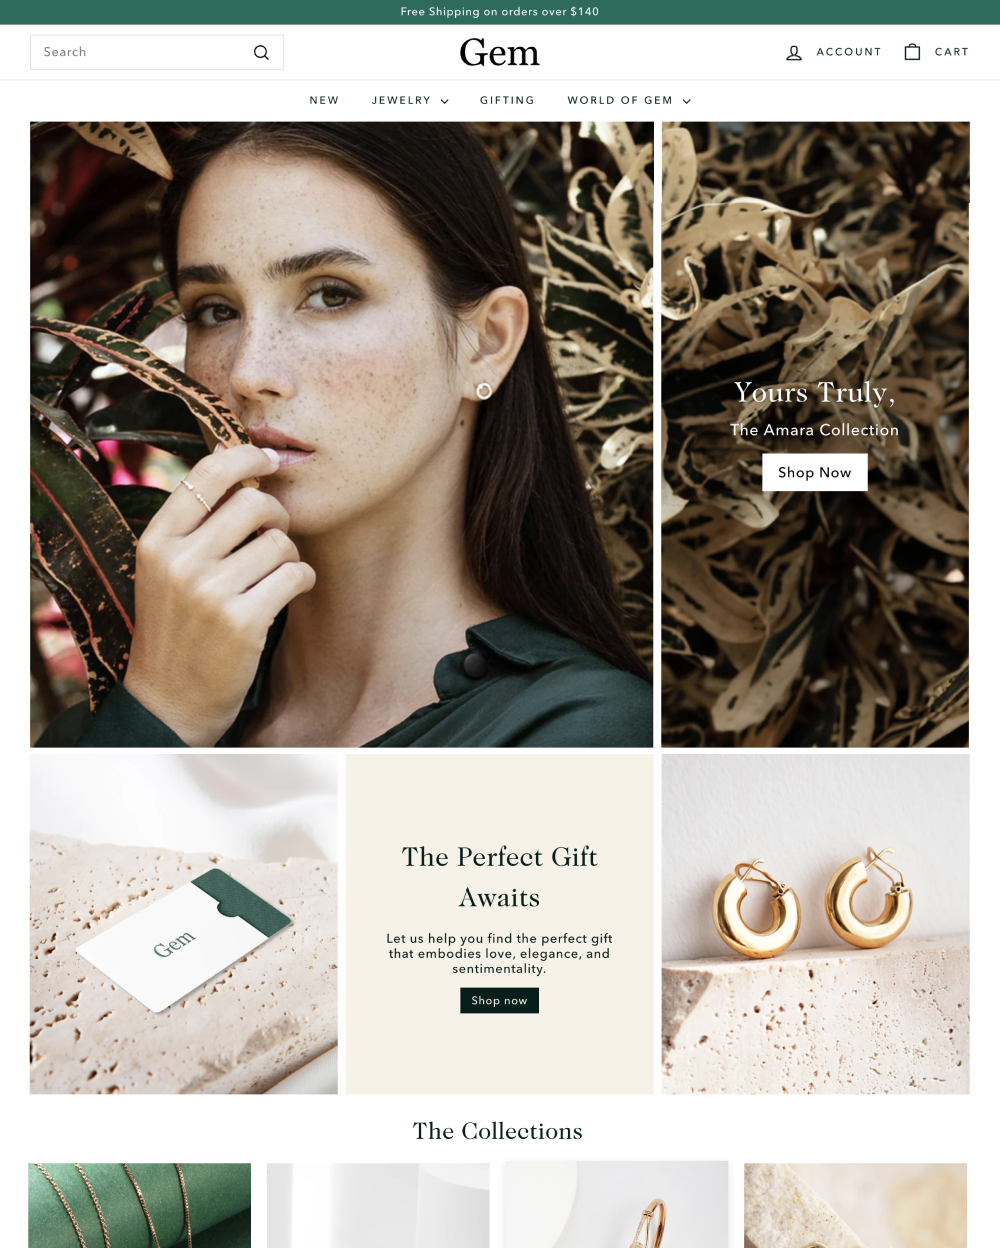 Free Shipping on orders over $140
Search
Gem
ACCOUNT
CART
NEW
JEWELRY
GIFTING
WORLD OF GEM
Yours Truly,
The Amara Collection
Shop Now
Gem
The Perfect Gift
Awaits
Let us help you find the perfect gift
that embodies love, elegance, and
sentimentality.
Shop now
The Collections